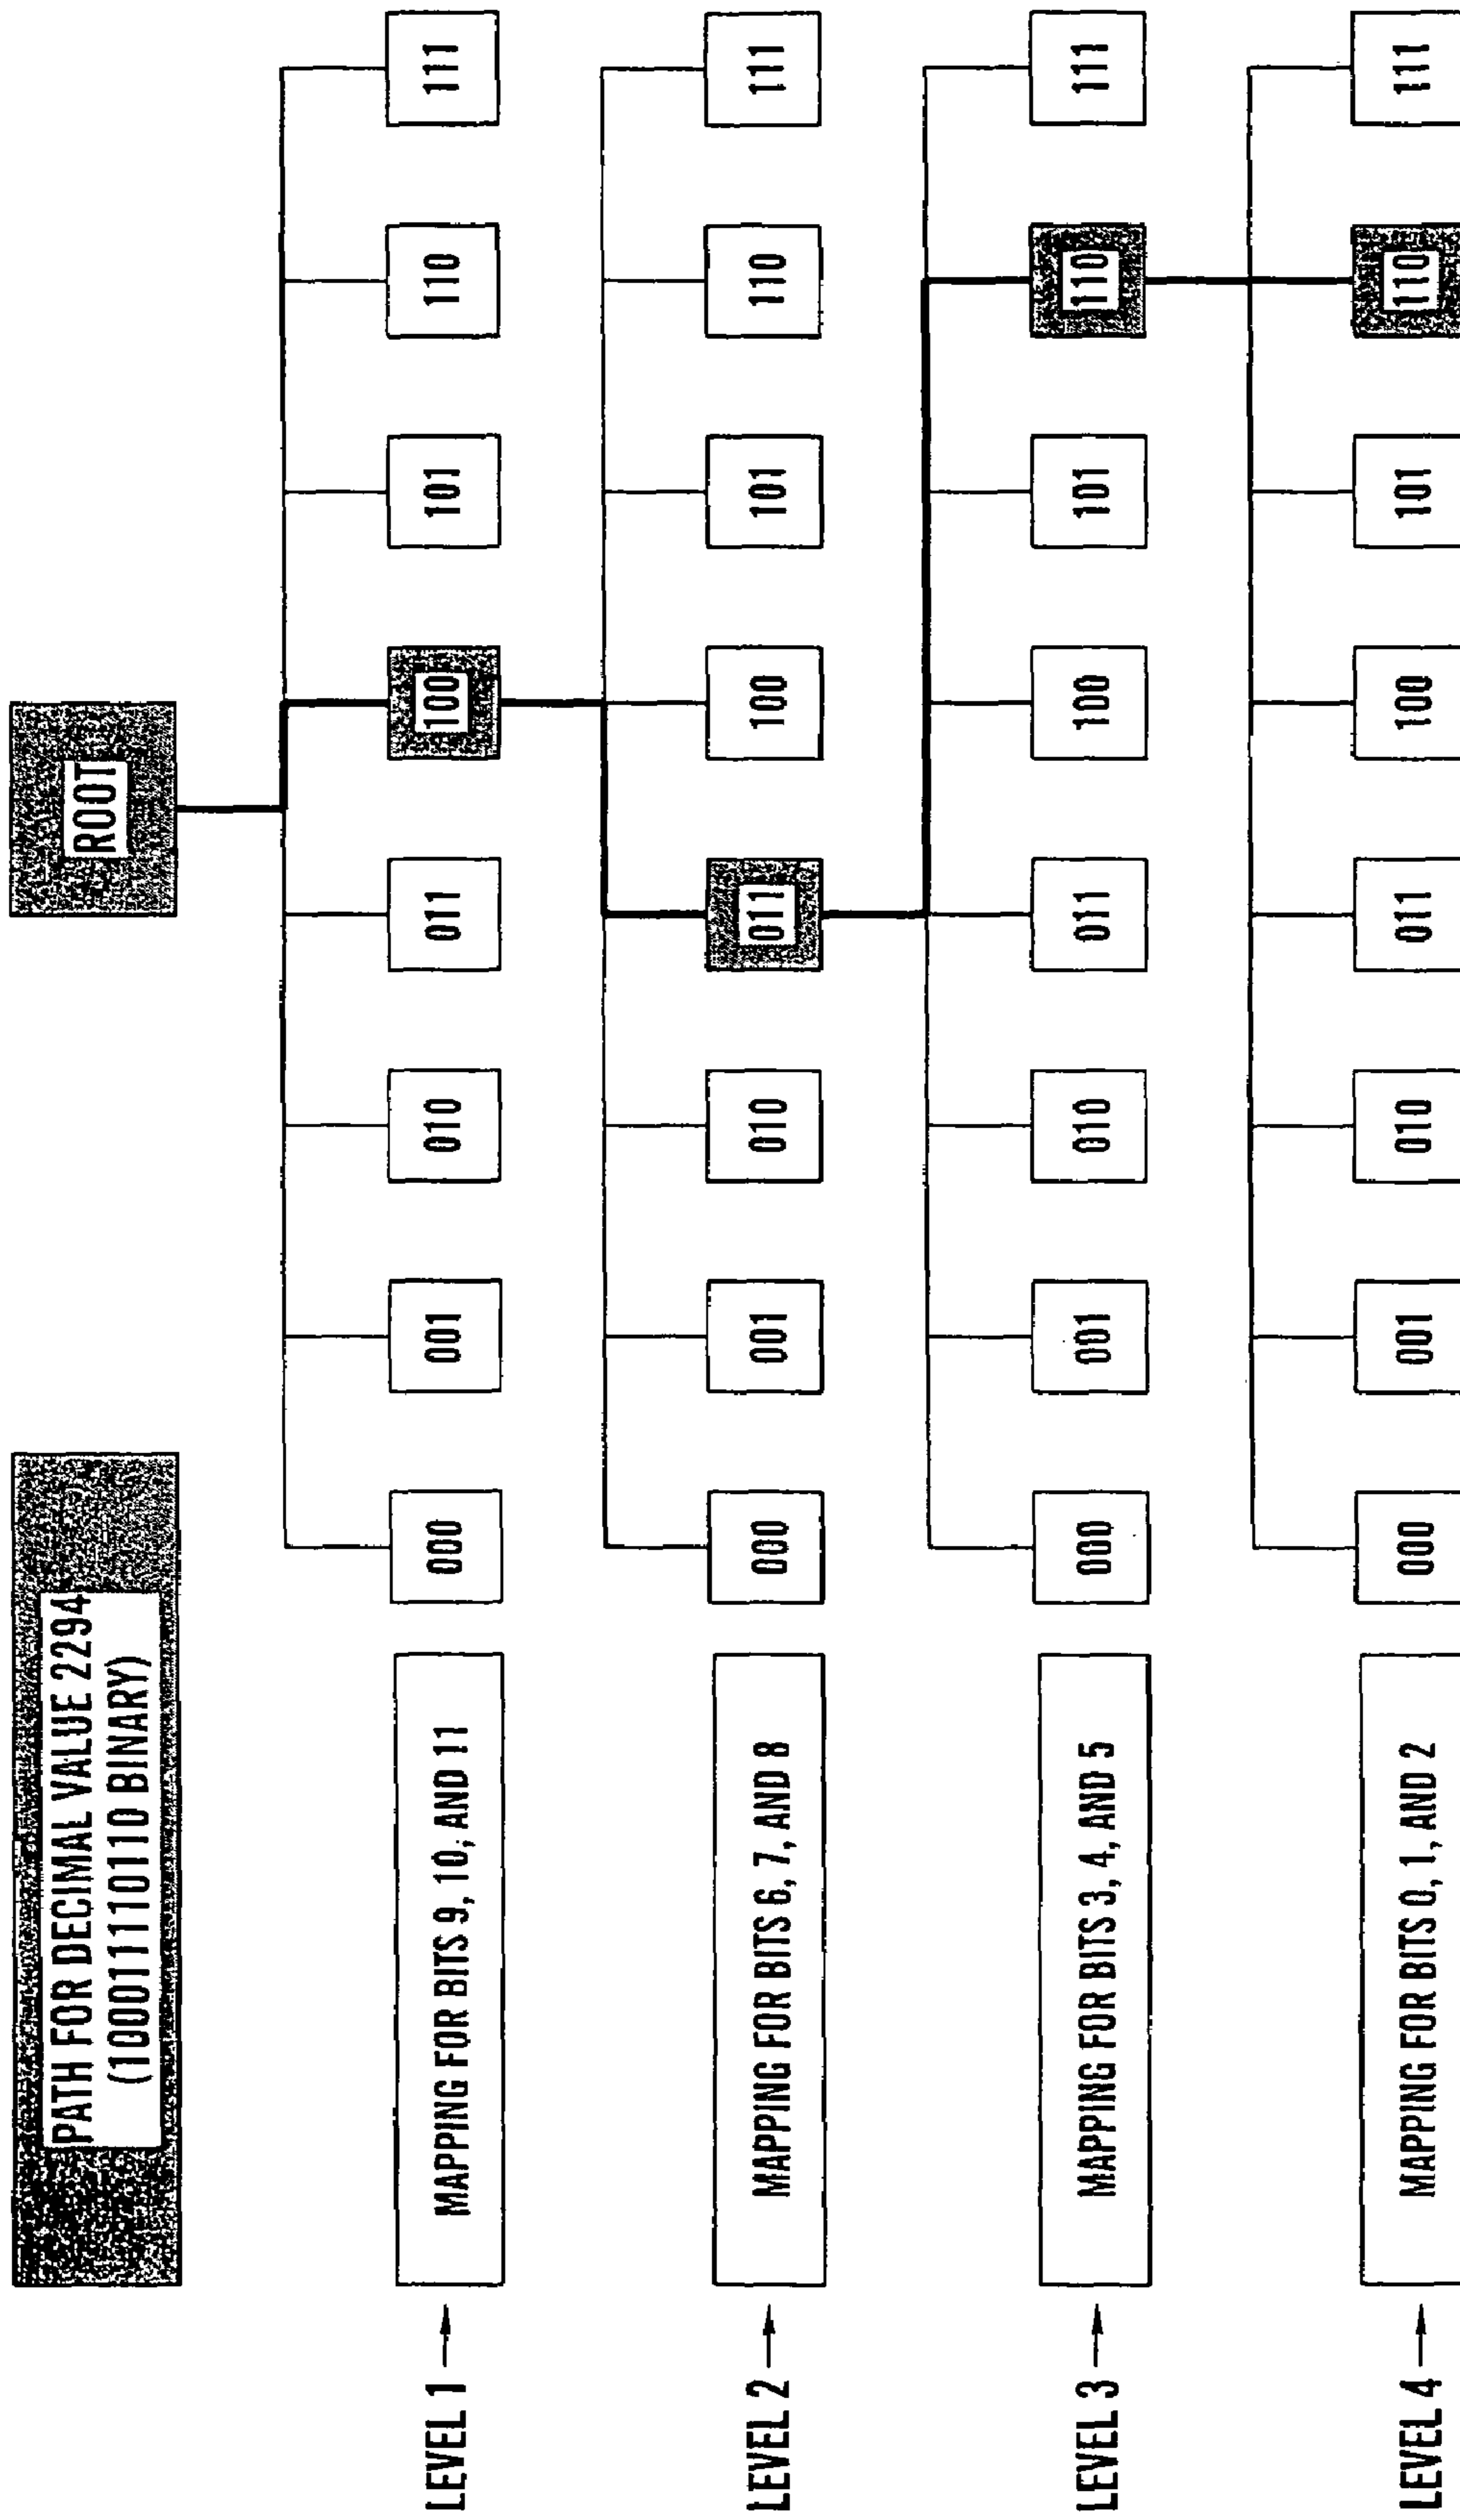 PATH FOR DECIMAL VALUE 2294
(100011110110 BINARY)
ROOT
LEVEL 1
MAPPING FOR BITS 9, 10, AND 11
000
001
010
011
100
101
110
111
LEVEL 2
MAPPING FOR BITS 6, 7, AND 8
000
001
010
011
100
101
110
111
LEVEL 3
MAPPING FOR BITS 3, 4, AND 5
000
001
010
011
100
101
110
111
LEVEL 4
MAPPING FOR BITS 0, 1, AND 2
000
001
010
011
100
101
110
111